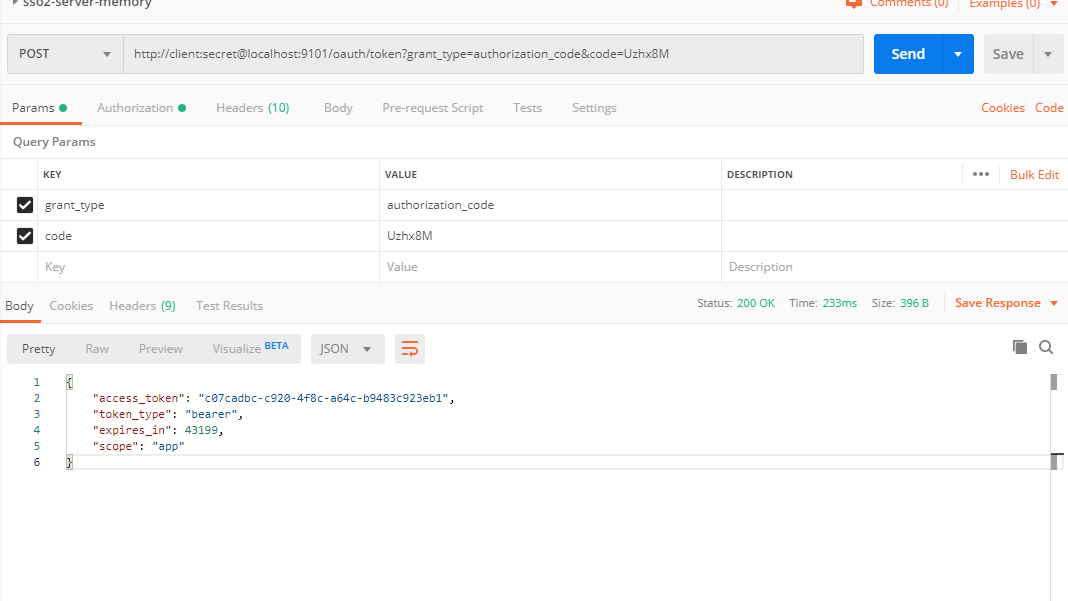 sso2-server-memory Comments (0) Examples (0)
POST http://client:secret@localhost:9101/oauth/token?grant_type=authorization_code&code=Uzhx8M Send Save
Params Authorization Headers (10) Body Pre-request Script Tests Settings Cookies Code
Query Params
KEY VALUE DESCRIPTION ••• Bulk Edit
grant_type authorization_code
code Uzhx8M
Key Value Description
Body Cookies Headers (9) Test Results Status: 200 OK Time: 233ms Size: 396 B Save Response
Pretty Raw Preview Visualize BETA JSON
1 {
2 "access_token": "c07cadbc-c920-4f8c-a64c-b9483c923eb1",
3 "token_type": "bearer",
4 "expires_in": 43199,
5 "scope": "app"
6 }